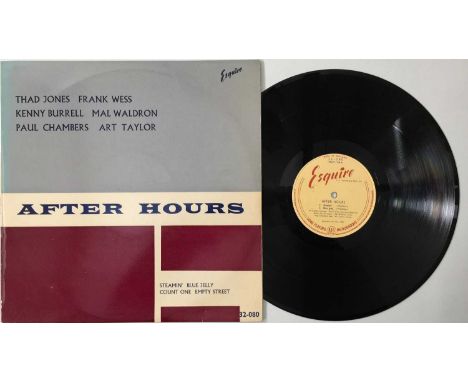 Esquire
THAD JONES FRANK WESS
KENNY BURRELL MAL WALDRON
PAUL CHAMBERS ART TAYLOR
AFTER HOURS
STEAMIN' BLUE JELLY
COUNT ONE EMPTY STREET
32-080
Esquire
AFTER HOURS